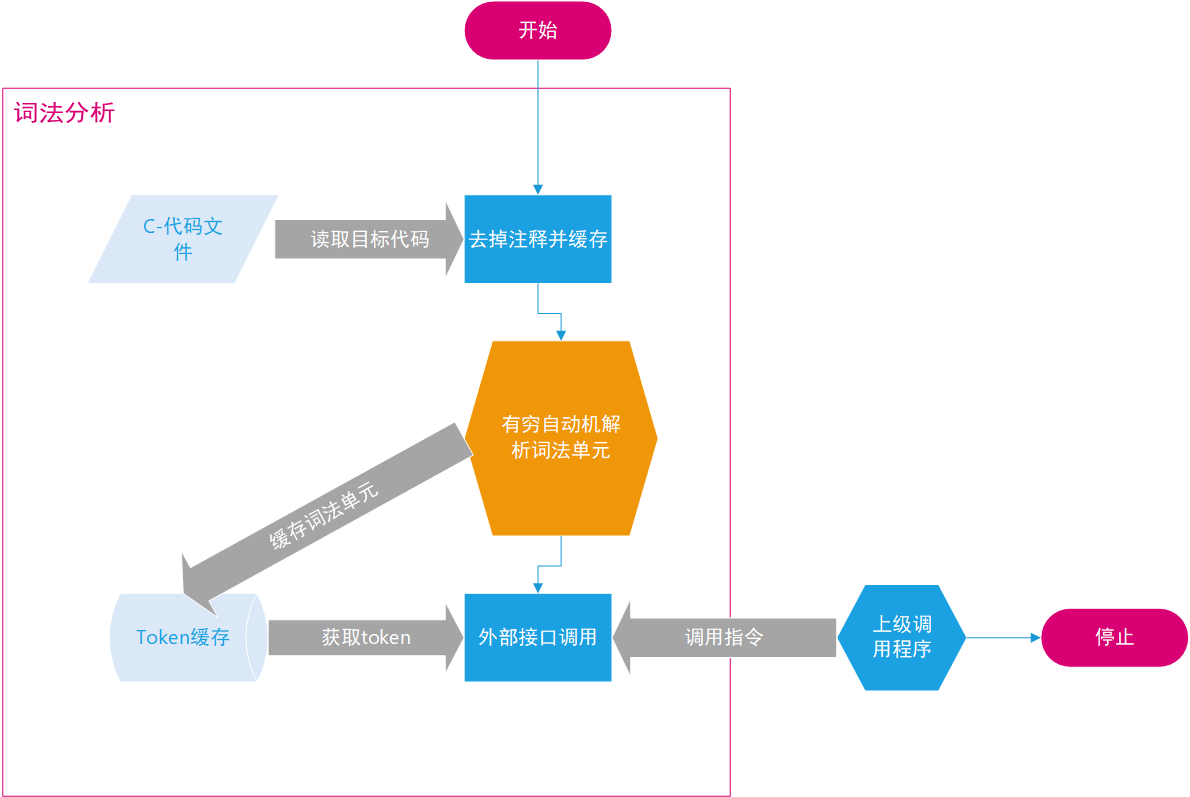 开始
词法分析
C-代码文
件
读取目标代码
去掉注释并缓存
有穷自动机解
析词法单元
缓存词法单元
Token缓存
获取token
外部接口调用
调用指令
上级调
用程序
停止